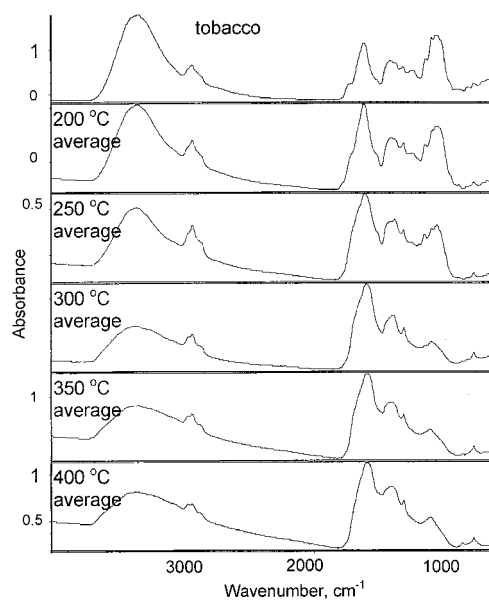 tobacco
1
0
200 °C
average
0
0.5
250 °C
average
Absorbance
300 °C
average
350 °C
1
average
400 °C
1
average
0.5
3000 2000 1000
Wavenumber, cm-1